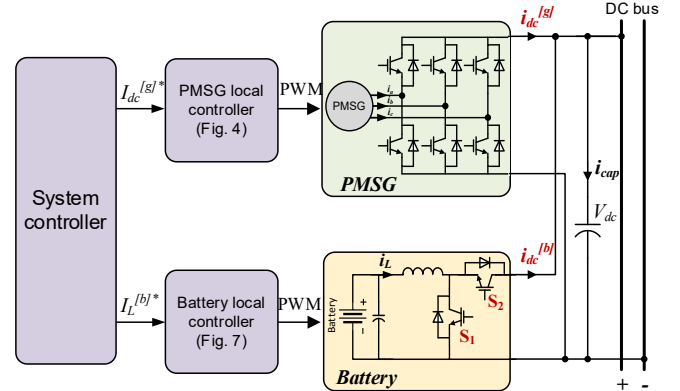 i_dc^[g]
DC bus
I_dc^[g]*
PMSG local
controller
(Fig. 4)
PWM
PMSG
i_a
i_b
i_c
PMSG
System
controller
i_cap
V_dc
i_dc^[b]
I_L^[b]*
Battery local
controller
(Fig. 7)
PWM
i_L
Battery
+
-
S_2
S_1
Battery
+ -